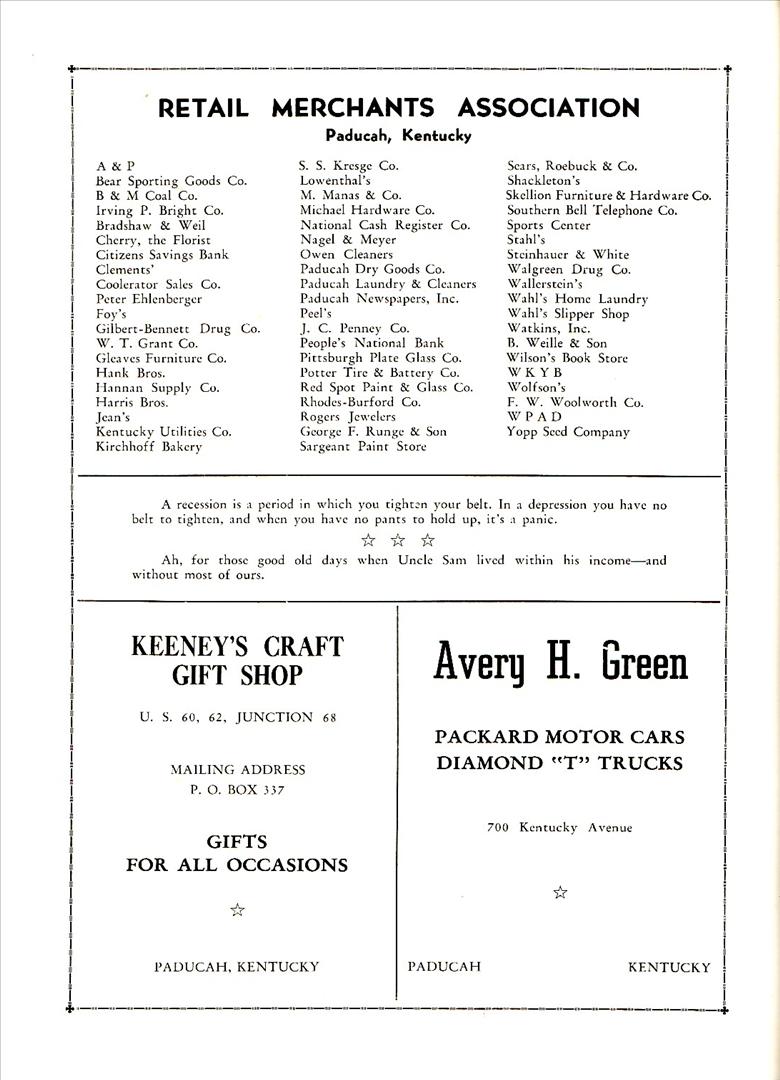 RETAIL MERCHANTS ASSOCIATION
Paducah, Kentucky
A & P
Bear Sporting Goods Co.
B & M Coal Co.
Irving P. Bright Co.
Bradshaw & Weil
Cherry, the Florist
Citizens Savings Bank
Clements'
Coolerator Sales Co.
Peter Ehlenberger
Foy's
Gilbert-Bennett Drug Co.
W. T. Grant Co.
Gleaves Furniture Co.
Hank Bros.
Hannan Supply Co.
Harris Bros.
Jean's
Kentucky Utilities Co.
Kirchhoff Bakery
S. S. Kresge Co.
Lowenthal's
M. Manas & Co.
Michael Hardware Co.
National Cash Register Co.
Nagel & Meyer
Owen Cleaners
Paducah Dry Goods Co.
Paducah Laundry & Cleaners
Paducah Newspapers, Inc.
Peel's
J. C. Penney Co.
People's National Bank
Pittsburgh Plate Glass Co.
Potter Tire & Battery Co.
Red Spot Paint & Glass Co.
Rhodes-Burford Co.
Rogers Jewelers
George F. Runge & Son
Sargeant Paint Store
Sears, Roebuck & Co.
Shackleton's
Skellion Furniture & Hardware Co.
Southern Bell Telephone Co.
Sports Center
Stahl's
Steinhauer & White
Walgreen Drug Co.
Wallerstein's
Wahl's Home Laundry
Wahl's Slipper Shop
Watkins, Inc.
B. Weille & Son
Wilson's Book Store
W K Y B
Wolfson's
F. W. Woolworth Co.
W P A D
Yopp Seed Company
A recession is a period in which you tighten your belt. In a depression you have no
belt to tighten, and when you have no pants to hold up, it's a panic.
☆ ☆ ☆
Ah, for those good old days when Uncle Sam lived within his income—and
without most of ours.
KEENEY'S CRAFT
GIFT SHOP
U. S. 60, 62, JUNCTION 68
MAILING ADDRESS
P. O. BOX 337
GIFTS
FOR ALL OCCASIONS
☆
PADUCAH, KENTUCKY
Avery H. Green
PACKARD MOTOR CARS
DIAMOND “T” TRUCKS
700 Kentucky Avenue
☆
PADUCAH KENTUCKY